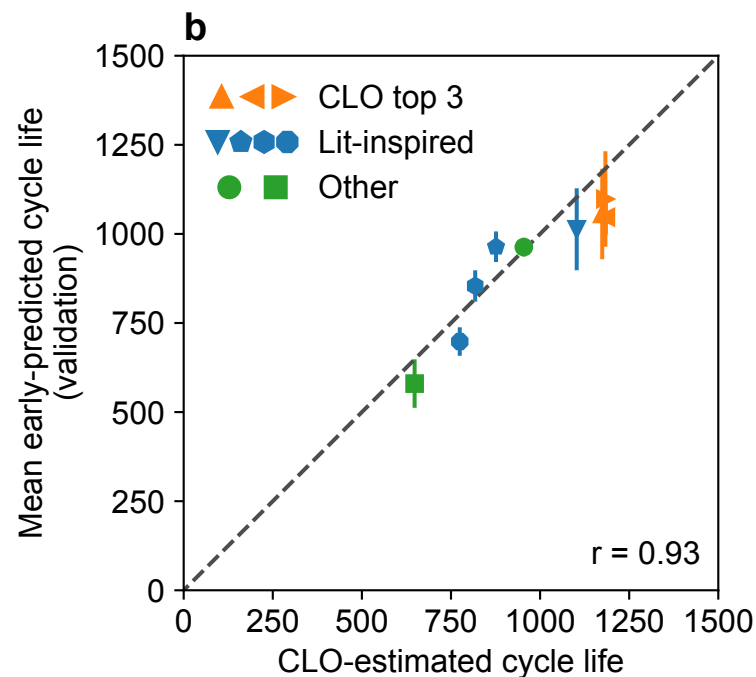 b
1500
1250
1000
750
500
250
0
Mean early-predicted cycle life
(validation)
CLO top 3
Lit-inspired
Other
r = 0.93
0 250 500 750 1000 1250 1500
CLO-estimated cycle life